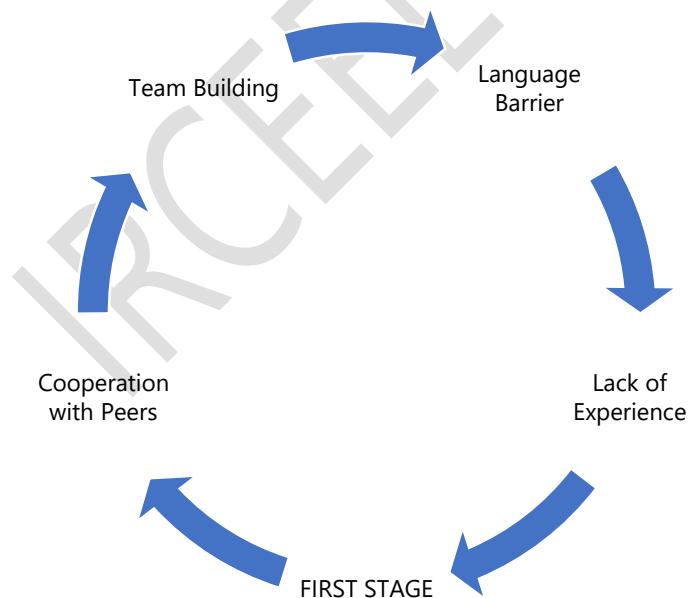 Team Building
Language
Barrier
Cooperation
with Peers
Lack of
Experience
FIRST STAGE
IRCEEL